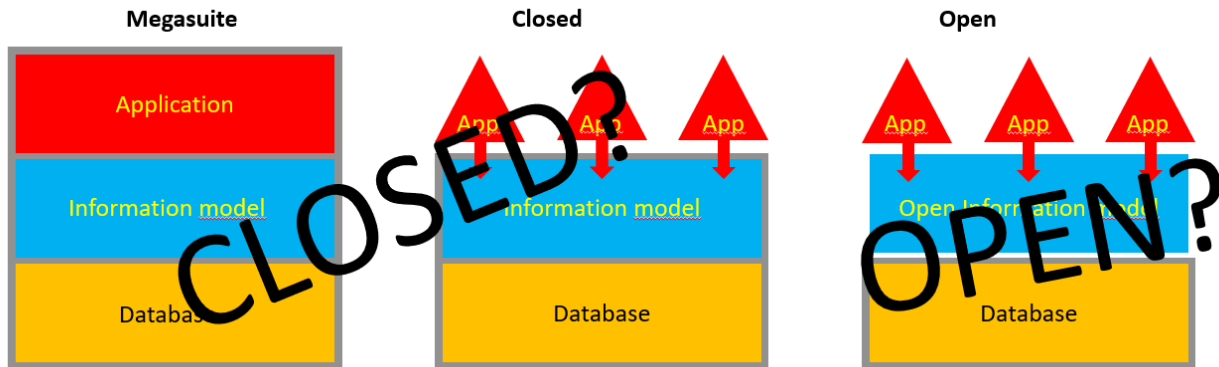 Megasuite
Closed
Open
Application
App
App
App
App
App
App
Information model
Information model
Open Information model
Database
Database
Database
CLOSED?
OPEN?